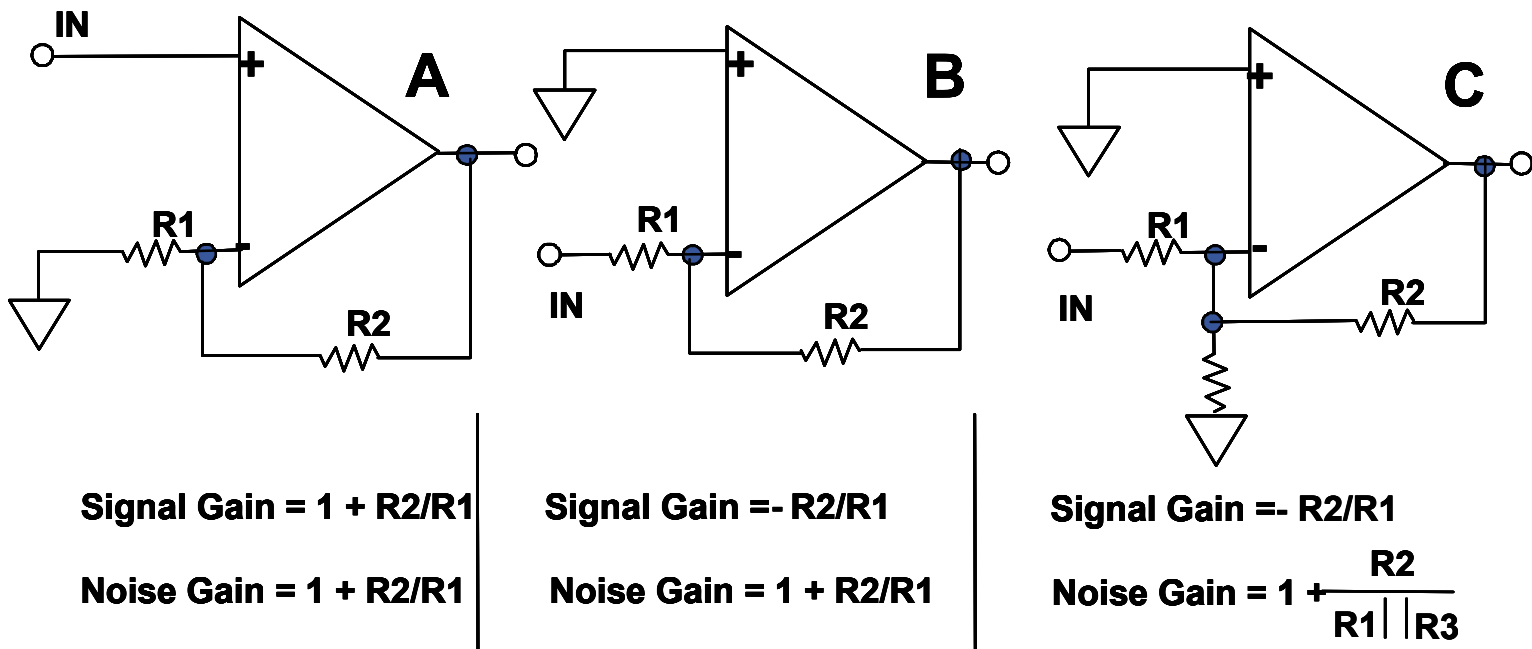 IN
+
A
R1
-
R2
Signal Gain = 1 + R2/R1
Noise Gain = 1 + R2/R1
+
B
R1
-
IN
R2
Signal Gain =- R2/R1
Noise Gain = 1 + R2/R1
+
C
R1
-
IN
R2
Signal Gain =- R2/R1
R2
Noise Gain = 1 +
R1||R3